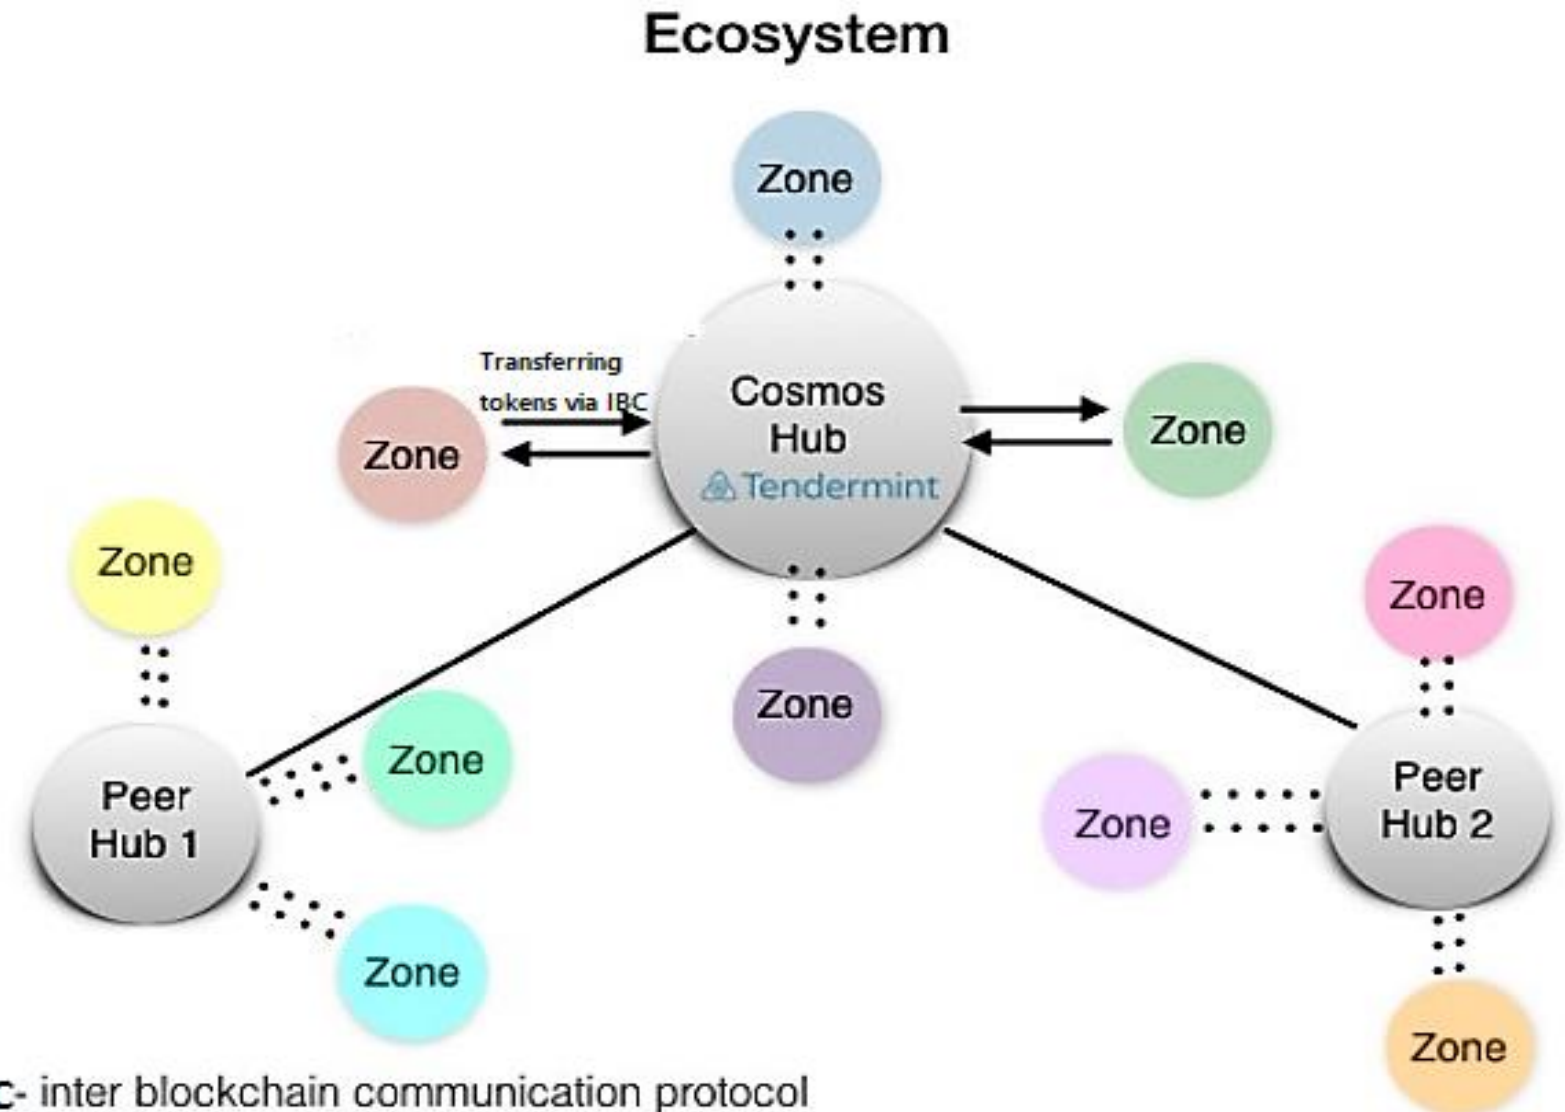 Ecosystem
Zone
Transferring
tokens via IBC
Cosmos
Hub
Tendermint
Zone
Zone
Zone
Zone
Zone
Zone
Zone
Peer
Hub 1
Peer
Hub 2
Zone
Zone
Zone
c- inter blockchain communication protocol